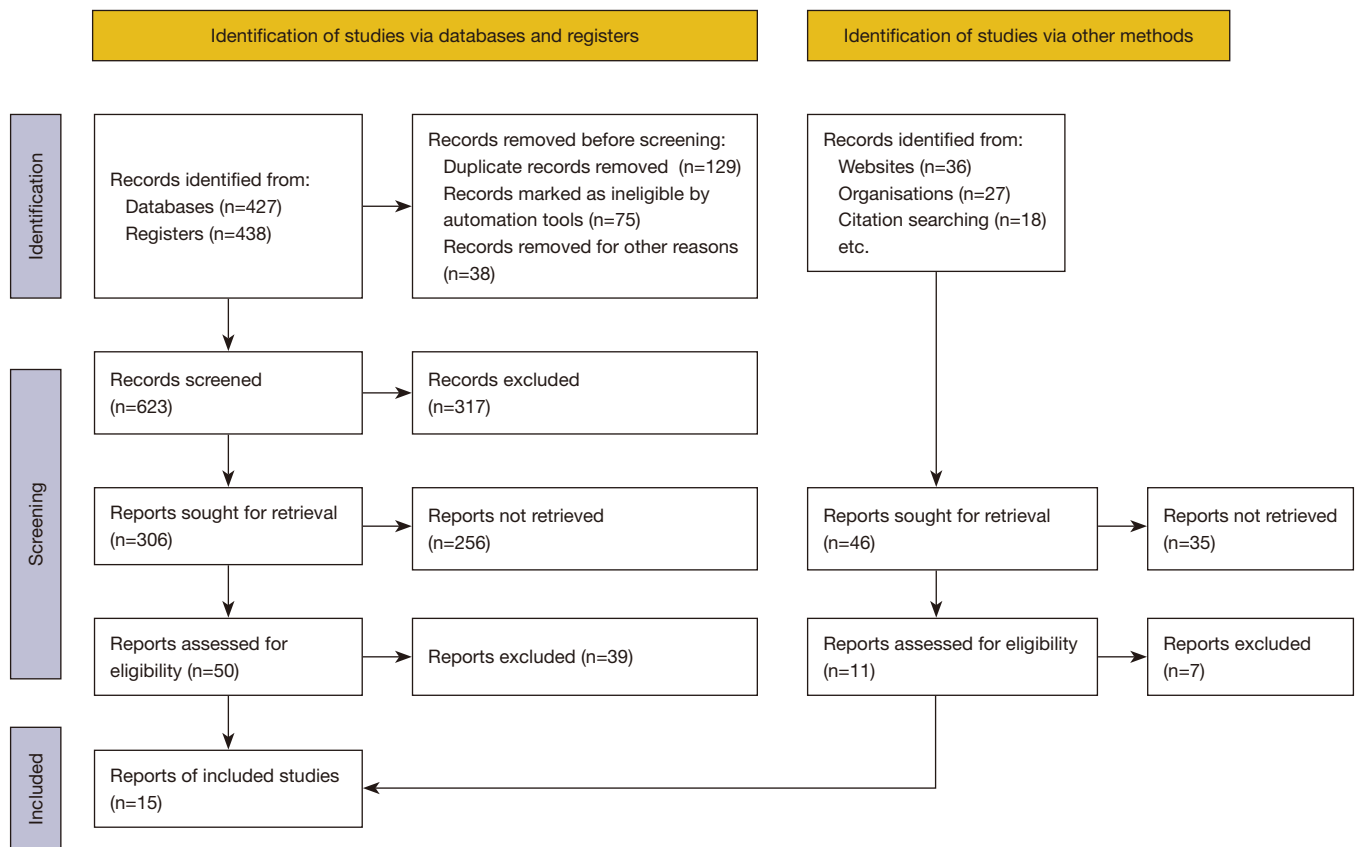 Identification of studies via databases and registers
Identification of studies via other methods
Identification
Records identified from:
Databases (n=427)
Registers (n=438)
Records removed before screening:
Duplicate records removed (n=129)
Records marked as ineligible by
automation tools (n=75)
Records removed for other reasons
(n=38)
Records identified from:
Websites (n=36)
Organisations (n=27)
Citation searching (n=18)
etc.
Screening
Records screened
(n=623)
Records excluded
(n=317)
Reports sought for retrieval
(n=306)
Reports not retrieved
(n=256)
Reports sought for retrieval
(n=46)
Reports not retrieved
(n=35)
Reports assessed for
eligibility (n=50)
Reports excluded (n=39)
Reports assessed for eligibility
(n=11)
Reports excluded
(n=7)
Included
Reports of included studies
(n=15)